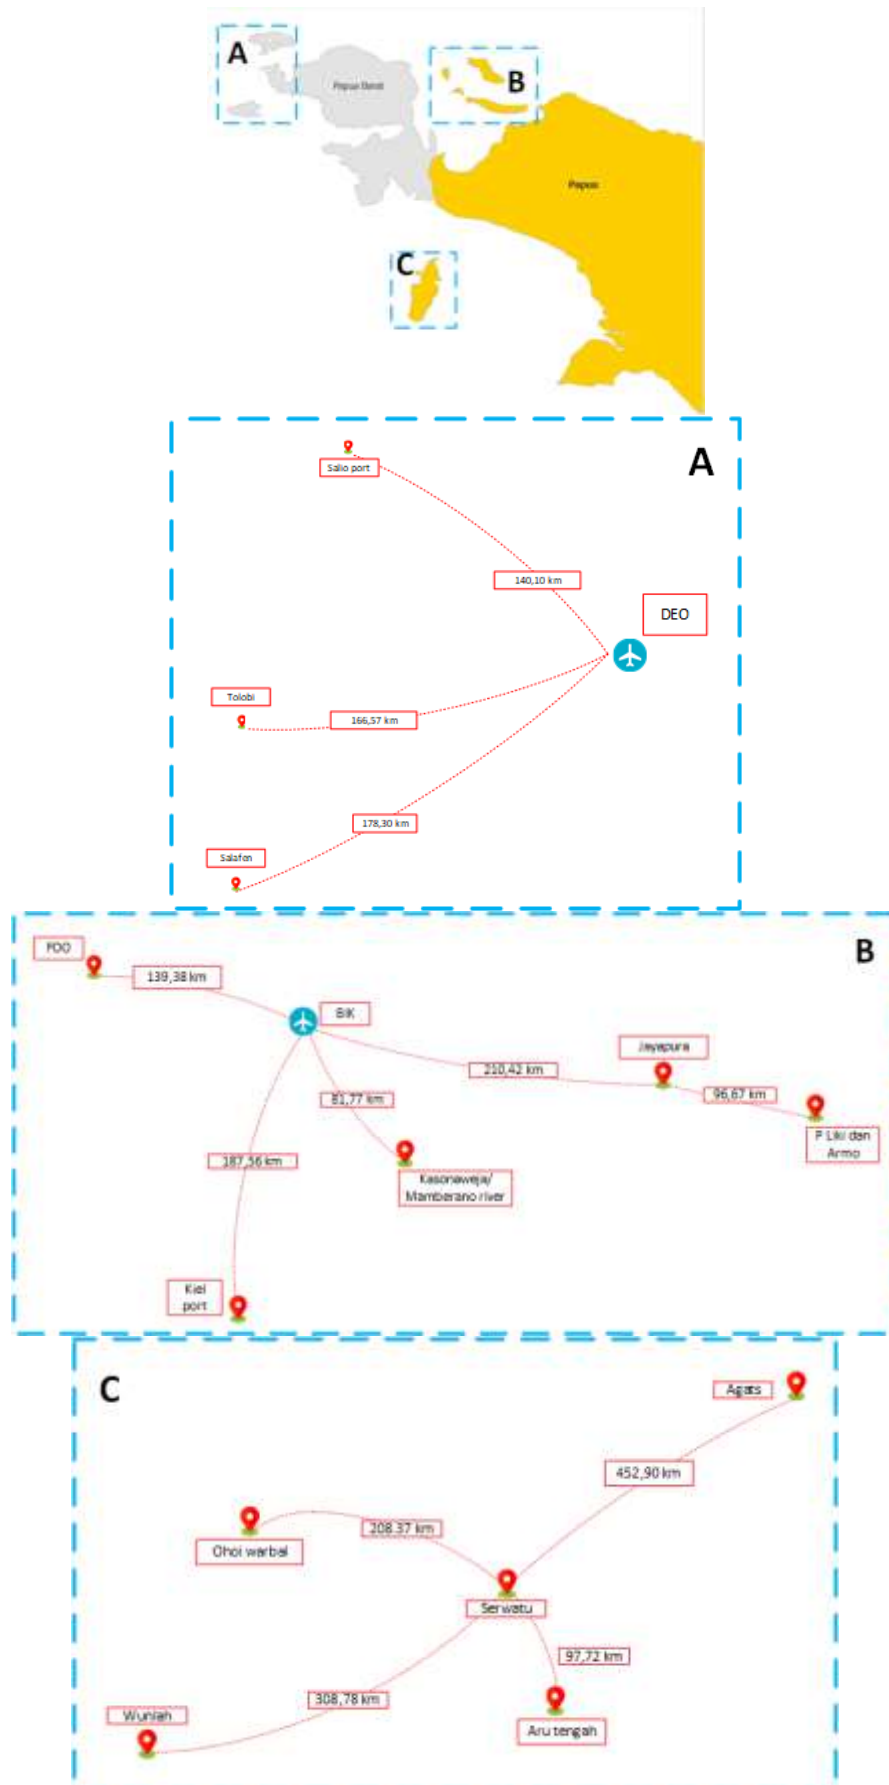 A
Papua Barat
B
Papua
C
A
Salio port
140,10 km
DEO
Tolobi
166,57 km
178,30 km
Salafen
B
FOO
139,38 km
BIK
Jayapura
210,42 km
96,67 km
81,77 km
P Liki dan
Armo
187,56 km
Kasonaweja/
Mamberano river
Kiel
port
C
Agats
452,90 km
208.37 km
Ohoi warbal
Serwatu
97,72 km
308,78 km
Wunlah
Aru tengah